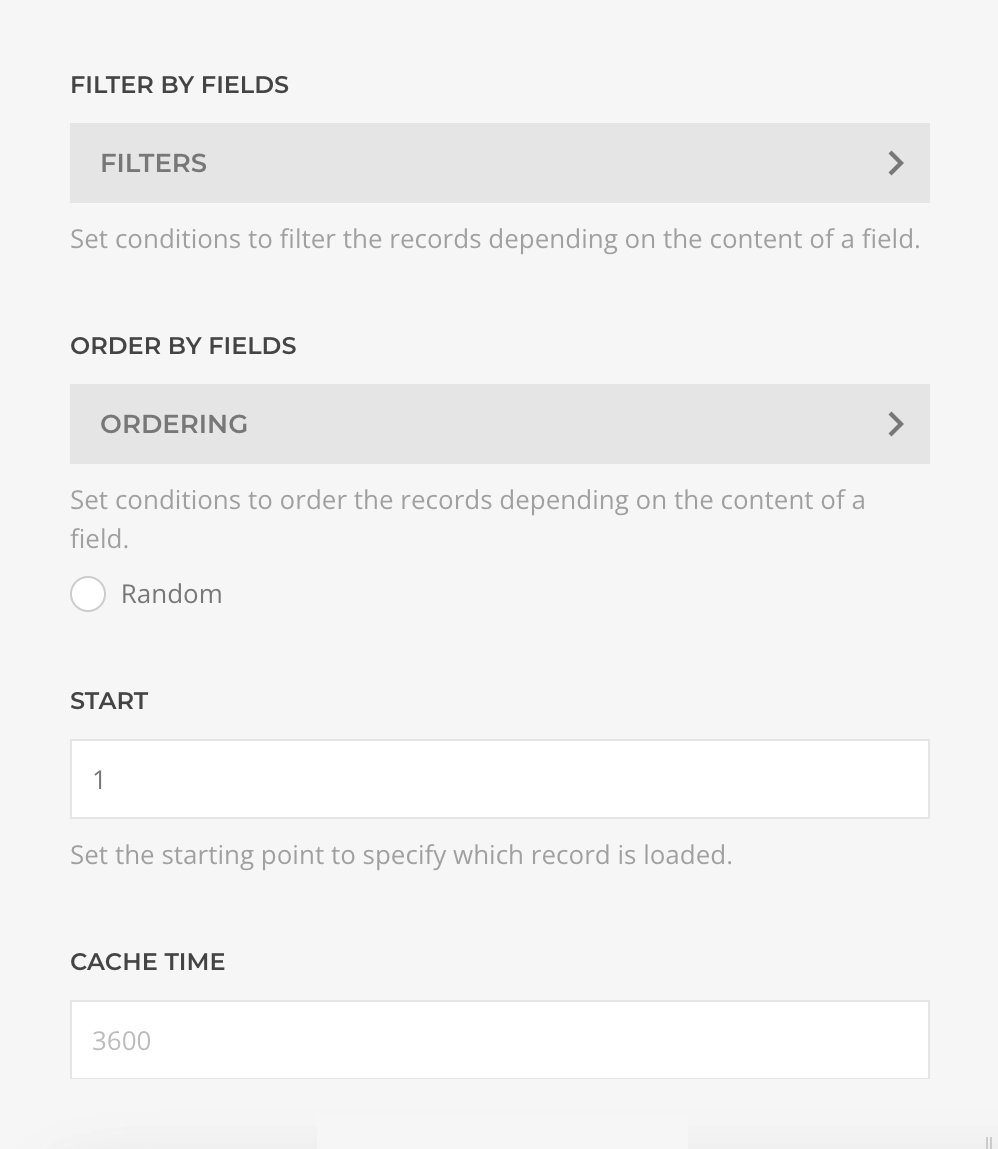 FILTER BY FIELDS
FILTERS
Set conditions to filter the records depending on the content of a field.
ORDER BY FIELDS
ORDERING
Set conditions to order the records depending on the content of a
field.
Random
START
1
Set the starting point to specify which record is loaded.
CACHE TIME
3600